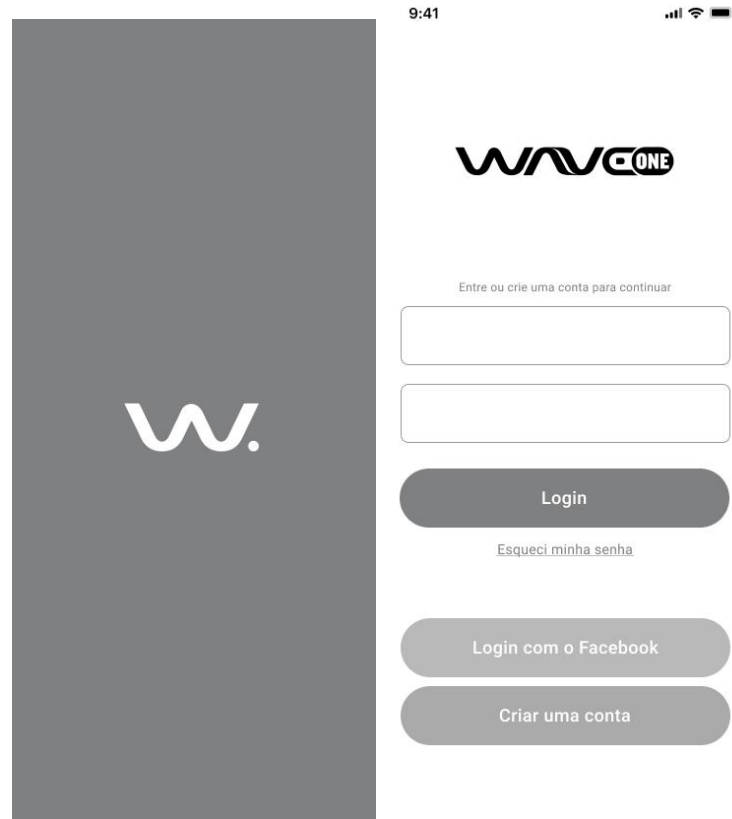 W.
9:41
WAVE ONE
Entre ou crie uma conta para continuar
Login
Esqueci minha senha
Login com o Facebook
Criar uma conta